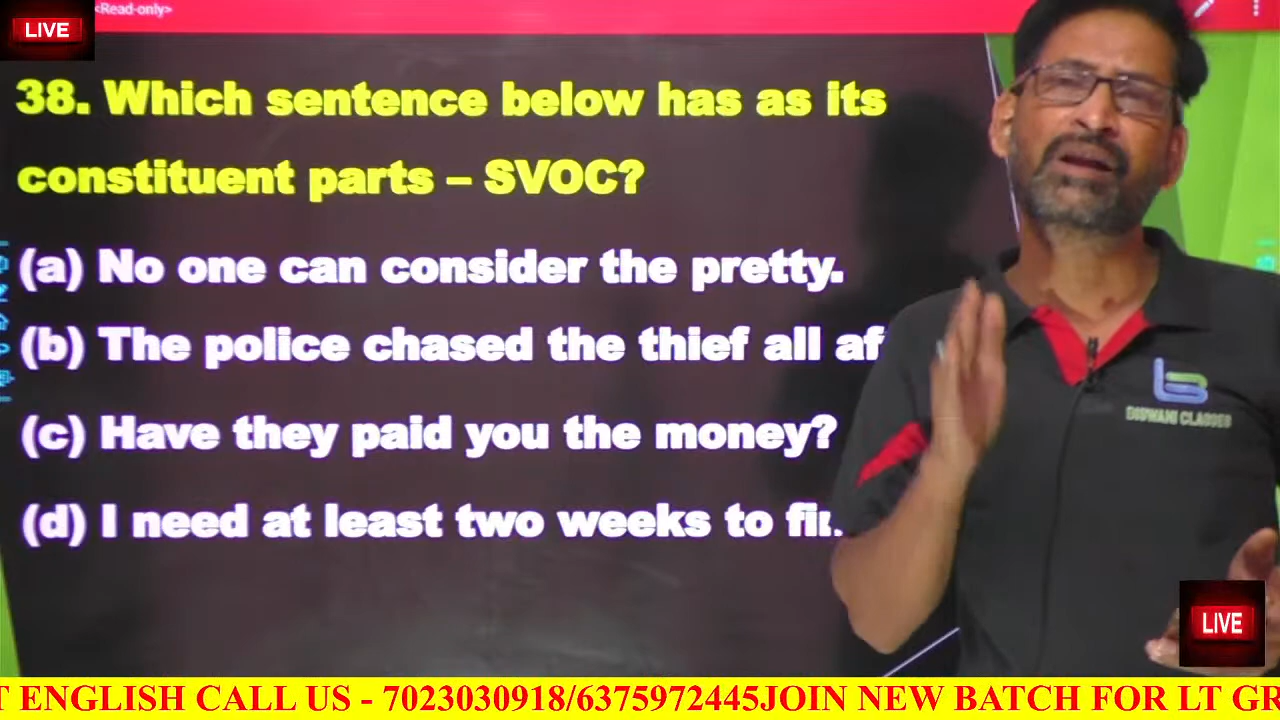 <Read-only>
LIVE
38. Which sentence below has as its
constituent parts – SVOC?
(a) No one can consider the pretty.
(b) The police chased the thief all
(c) Have they paid you the money?
(d) I need at least two weeks to
CLASSES
LIVE
ENGLISH CALL US - 7023030918/6375972445JOIN NEW BATCH FOR LT